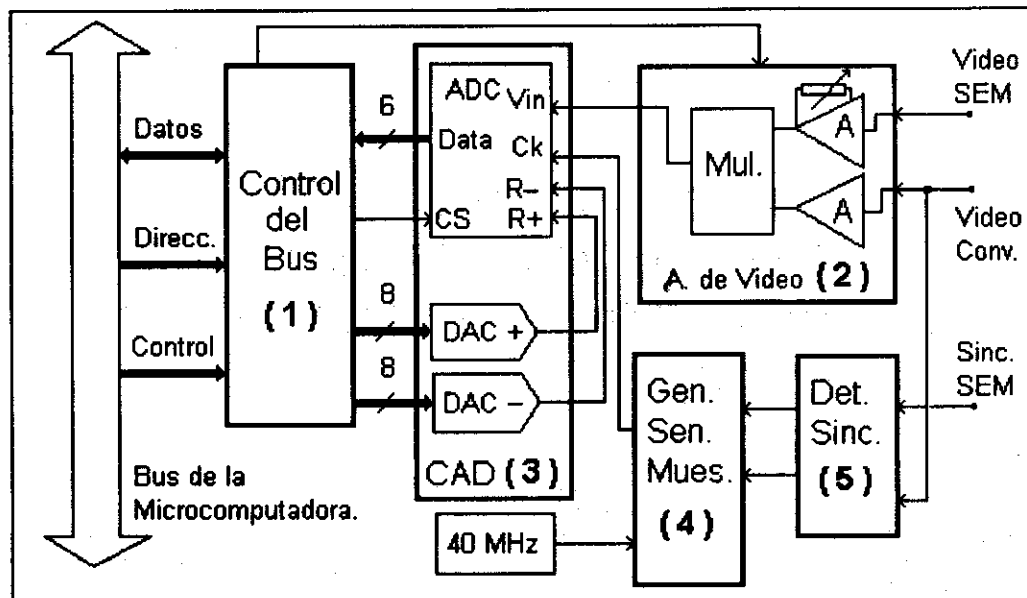 Datos
Direcc.
Control
Bus de la
Microcomputadora.
Control
del
Bus
(1)
6
8
8
ADC
Vin
Data
Ck
R-
CS
R+
DAC +
DAC -
CAD (3)
40 MHz
Mul.
A
A
A. de Video (2)
Video
SEM
Video
Conv.
Gen.
Sen.
Mues.
(4)
Det.
Sinc.
(5)
Sinc.
SEM